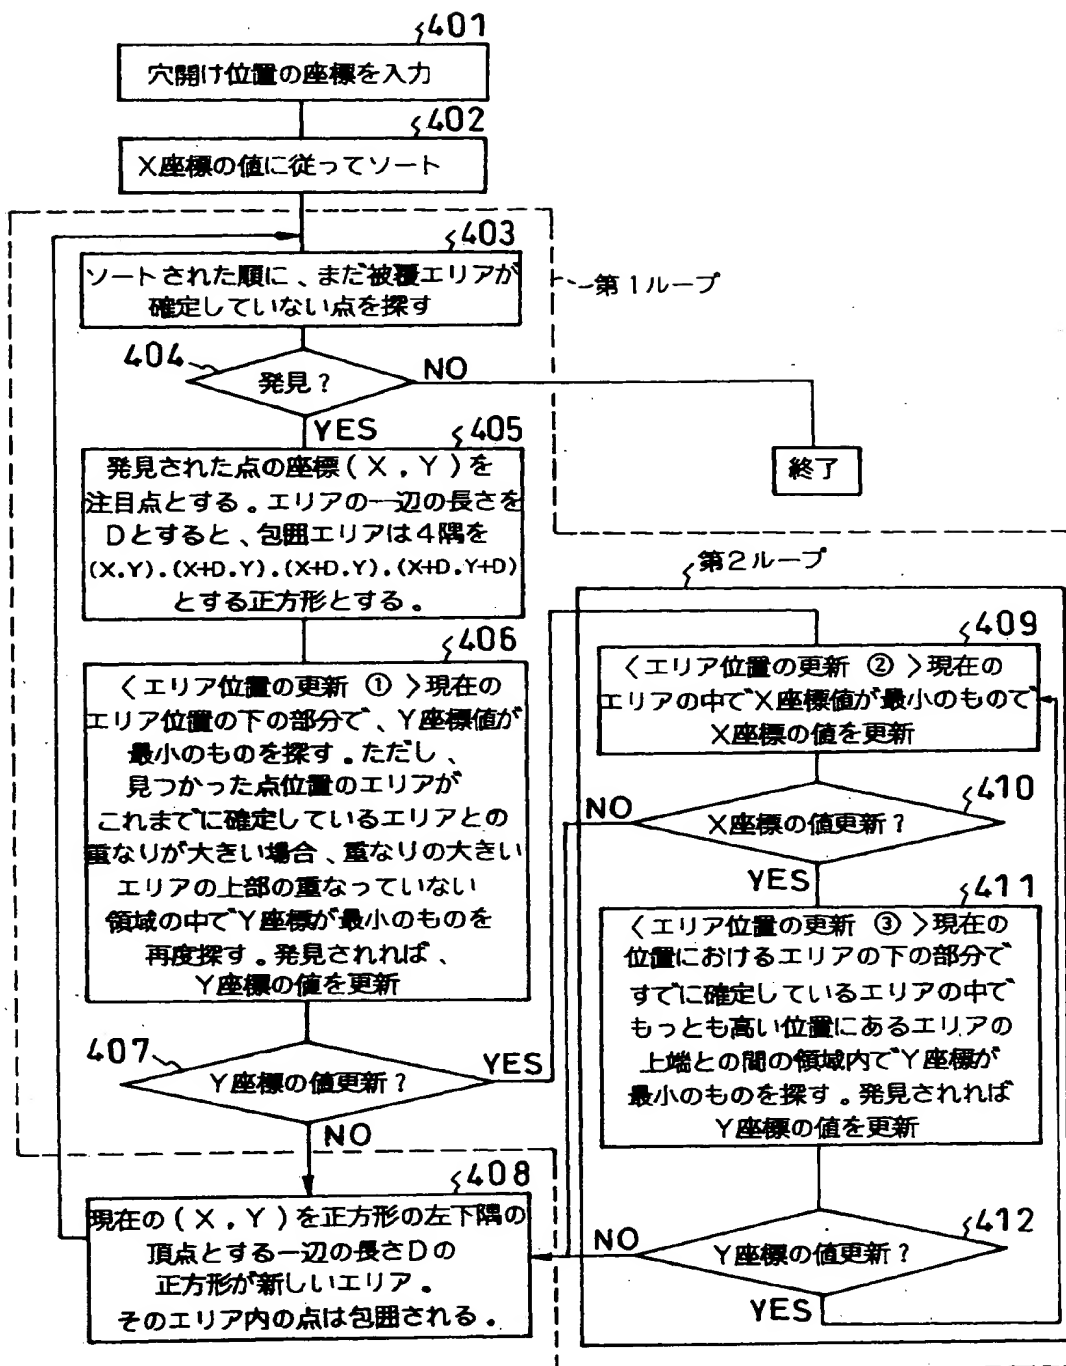 401
穴開け位置の座標を入力
402
X座標の値に従ってソート
403
ソートされた順に、まだ被覆エリアが
確定していない点を探す
第1ループ
404
発見?
NO
YES
終了
405
発見された点の座標(X,Y)を
注目点とする。エリアの一辺の長さを
Dとすると、包囲エリアは4隅を
(X.Y).(X+D.Y).(X+D.Y).(X+D.Y+D)
とする正方形とする。
406
〈エリア位置の更新 ①〉現在の
エリア位置の下の部分で、Y座標値が
最小のものを探す。ただし、
見つかった点位置のエリアが
これまでに確定しているエリアとの
重なりが大きい場合、重なりの大きい
エリアの上部の重なっていない
領域の中でY座標が最小のものを
再度探す。発見されれば、
Y座標の値を更新
407
Y座標の値更新?
YES
NO
408
現在の(X,Y)を正方形の左下隅の
頂点とする一辺の長さDの
正方形が新しいエリア。
そのエリア内の点は包囲される。
第2ループ
409
〈エリア位置の更新 ②〉現在の
エリアの中でX座標値が最小のもので
X座標の値を更新
410
NO
X座標の値更新?
YES
411
〈エリア位置の更新 ③〉現在の
位置におけるエリアの下の部分で
すでに確定しているエリアの中で
もっとも高い位置にあるエリアの
上端との間の領域内でY座標が
最小のものを探す。発見されれば
Y座標の値を更新
412
NO
Y座標の値更新?
YES